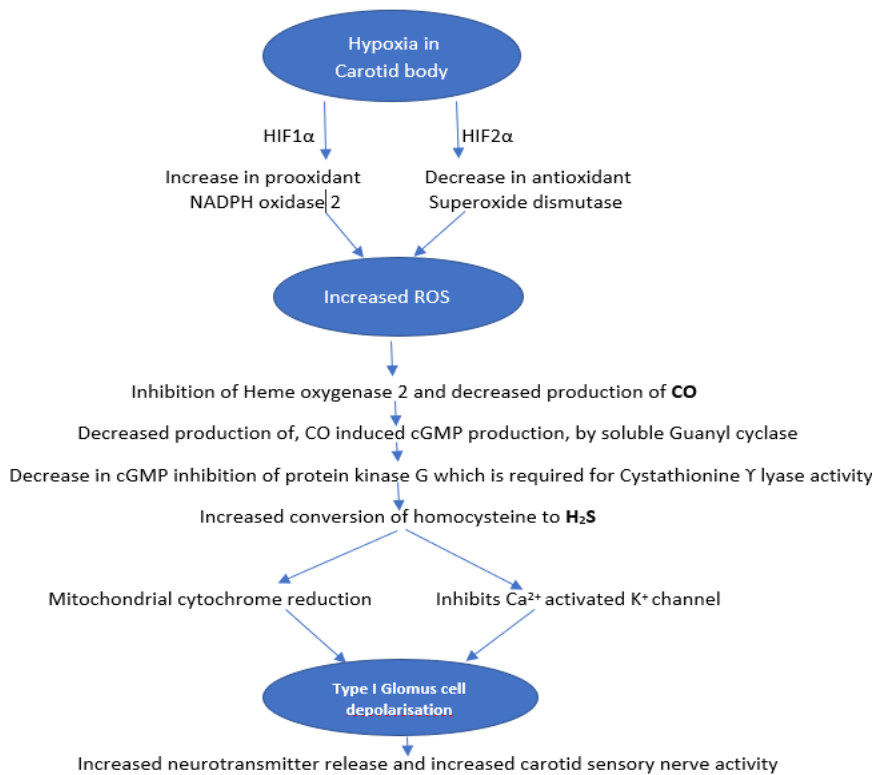 Hypoxia in
Carotid body
HIF1α
HIF2α
Increase in prooxidant
NADPH oxidase 2
Decrease in antioxidant
Superoxide dismutase
Increased ROS
Inhibition of Heme oxygenase 2 and decreased production of CO
Decreased production of, CO induced cGMP production, by soluble Guanyl cyclase
Decrease in cGMP inhibition of protein kinase G which is required for Cystathionine ϒ lyase activity
Increased conversion of homocysteine to H₂S
Mitochondrial cytochrome reduction
Inhibits Ca²⁺ activated K⁺ channel
Type I Glomus cell
depolarisation
Increased neurotransmitter release and increased carotid sensory nerve activity